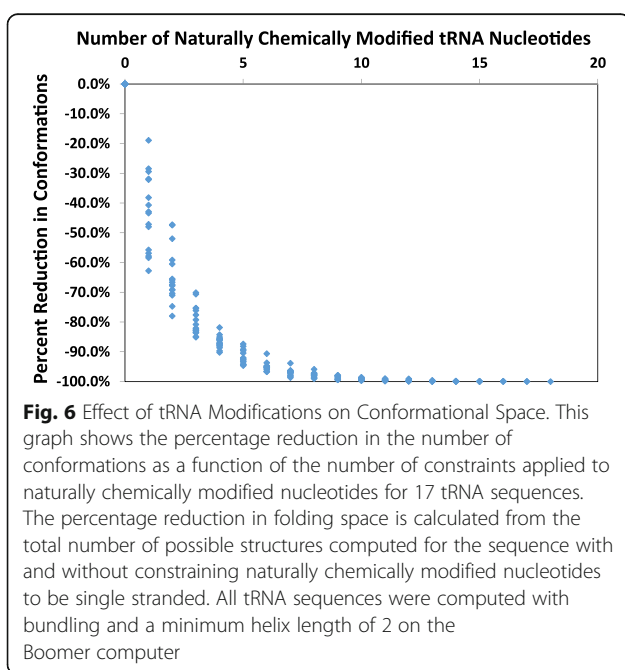 Number of Naturally Chemically Modified tRNA Nucleotides
0 5 10 15 20
Percent Reduction in Conformations
0.0%
-10.0%
-20.0%
-30.0%
-40.0%
-50.0%
-60.0%
-70.0%
-80.0%
-90.0%
-100.0%
Fig. 6 Effect of tRNA Modifications on Conformational Space. This
graph shows the percentage reduction in the number of
conformations as a function of the number of constraints applied to
naturally chemically modified nucleotides for 17 tRNA sequences.
The percentage reduction in folding space is calculated from the
total number of possible structures computed for the sequence with
and without constraining naturally chemically modified nucleotides
to be single stranded. All tRNA sequences were computed with
bundling and a minimum helix length of 2 on the
Boomer computer